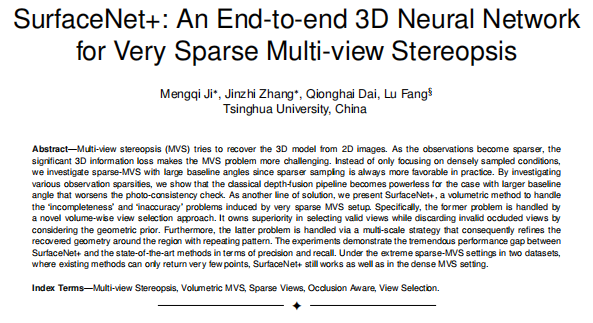 SurfaceNet+: An End-to-end 3D Neural Network
for Very Sparse Multi-view Stereopsis
Mengqi Ji*, Jinzhi Zhang*, Qionghai Dai, Lu Fang§
Tsinghua University, China
Abstract—Multi-view stereopsis (MVS) tries to recover the 3D model from 2D images. As the observations become sparser, the
significant 3D information loss makes the MVS problem more challenging. Instead of only focusing on densely sampled conditions,
we investigate sparse-MVS with large baseline angles since sparser sampling is always more favorable in practice. By investigating
various observation sparsities, we show that the classical depth-fusion pipeline becomes powerless for the case with larger baseline
angle that worsens the photo-consistency check. As another line of solution, we present SurfaceNet+, a volumetric method to handle
the 'incompleteness' and 'inaccuracy' problems induced by very sparse MVS setup. Specifically, the former problem is handled by
a novel volume-wise view selection approach. It owns superiority in selecting valid views while discarding invalid occluded views by
considering the geometric prior. Furthermore, the latter problem is handled via a multi-scale strategy that consequently refines the
recovered geometry around the region with repeating pattern. The experiments demonstrate the tremendous performance gap between
SurfaceNet+ and the state-of-the-art methods in terms of precision and recall. Under the extreme sparse-MVS settings in two datasets,
where existing methods can only return very few points, SurfaceNet+ still works as well as in the dense MVS setting.
Index Terms—Multi-view Stereopsis, Volumetric MVS, Sparse Views, Occlusion Aware, View Selection.